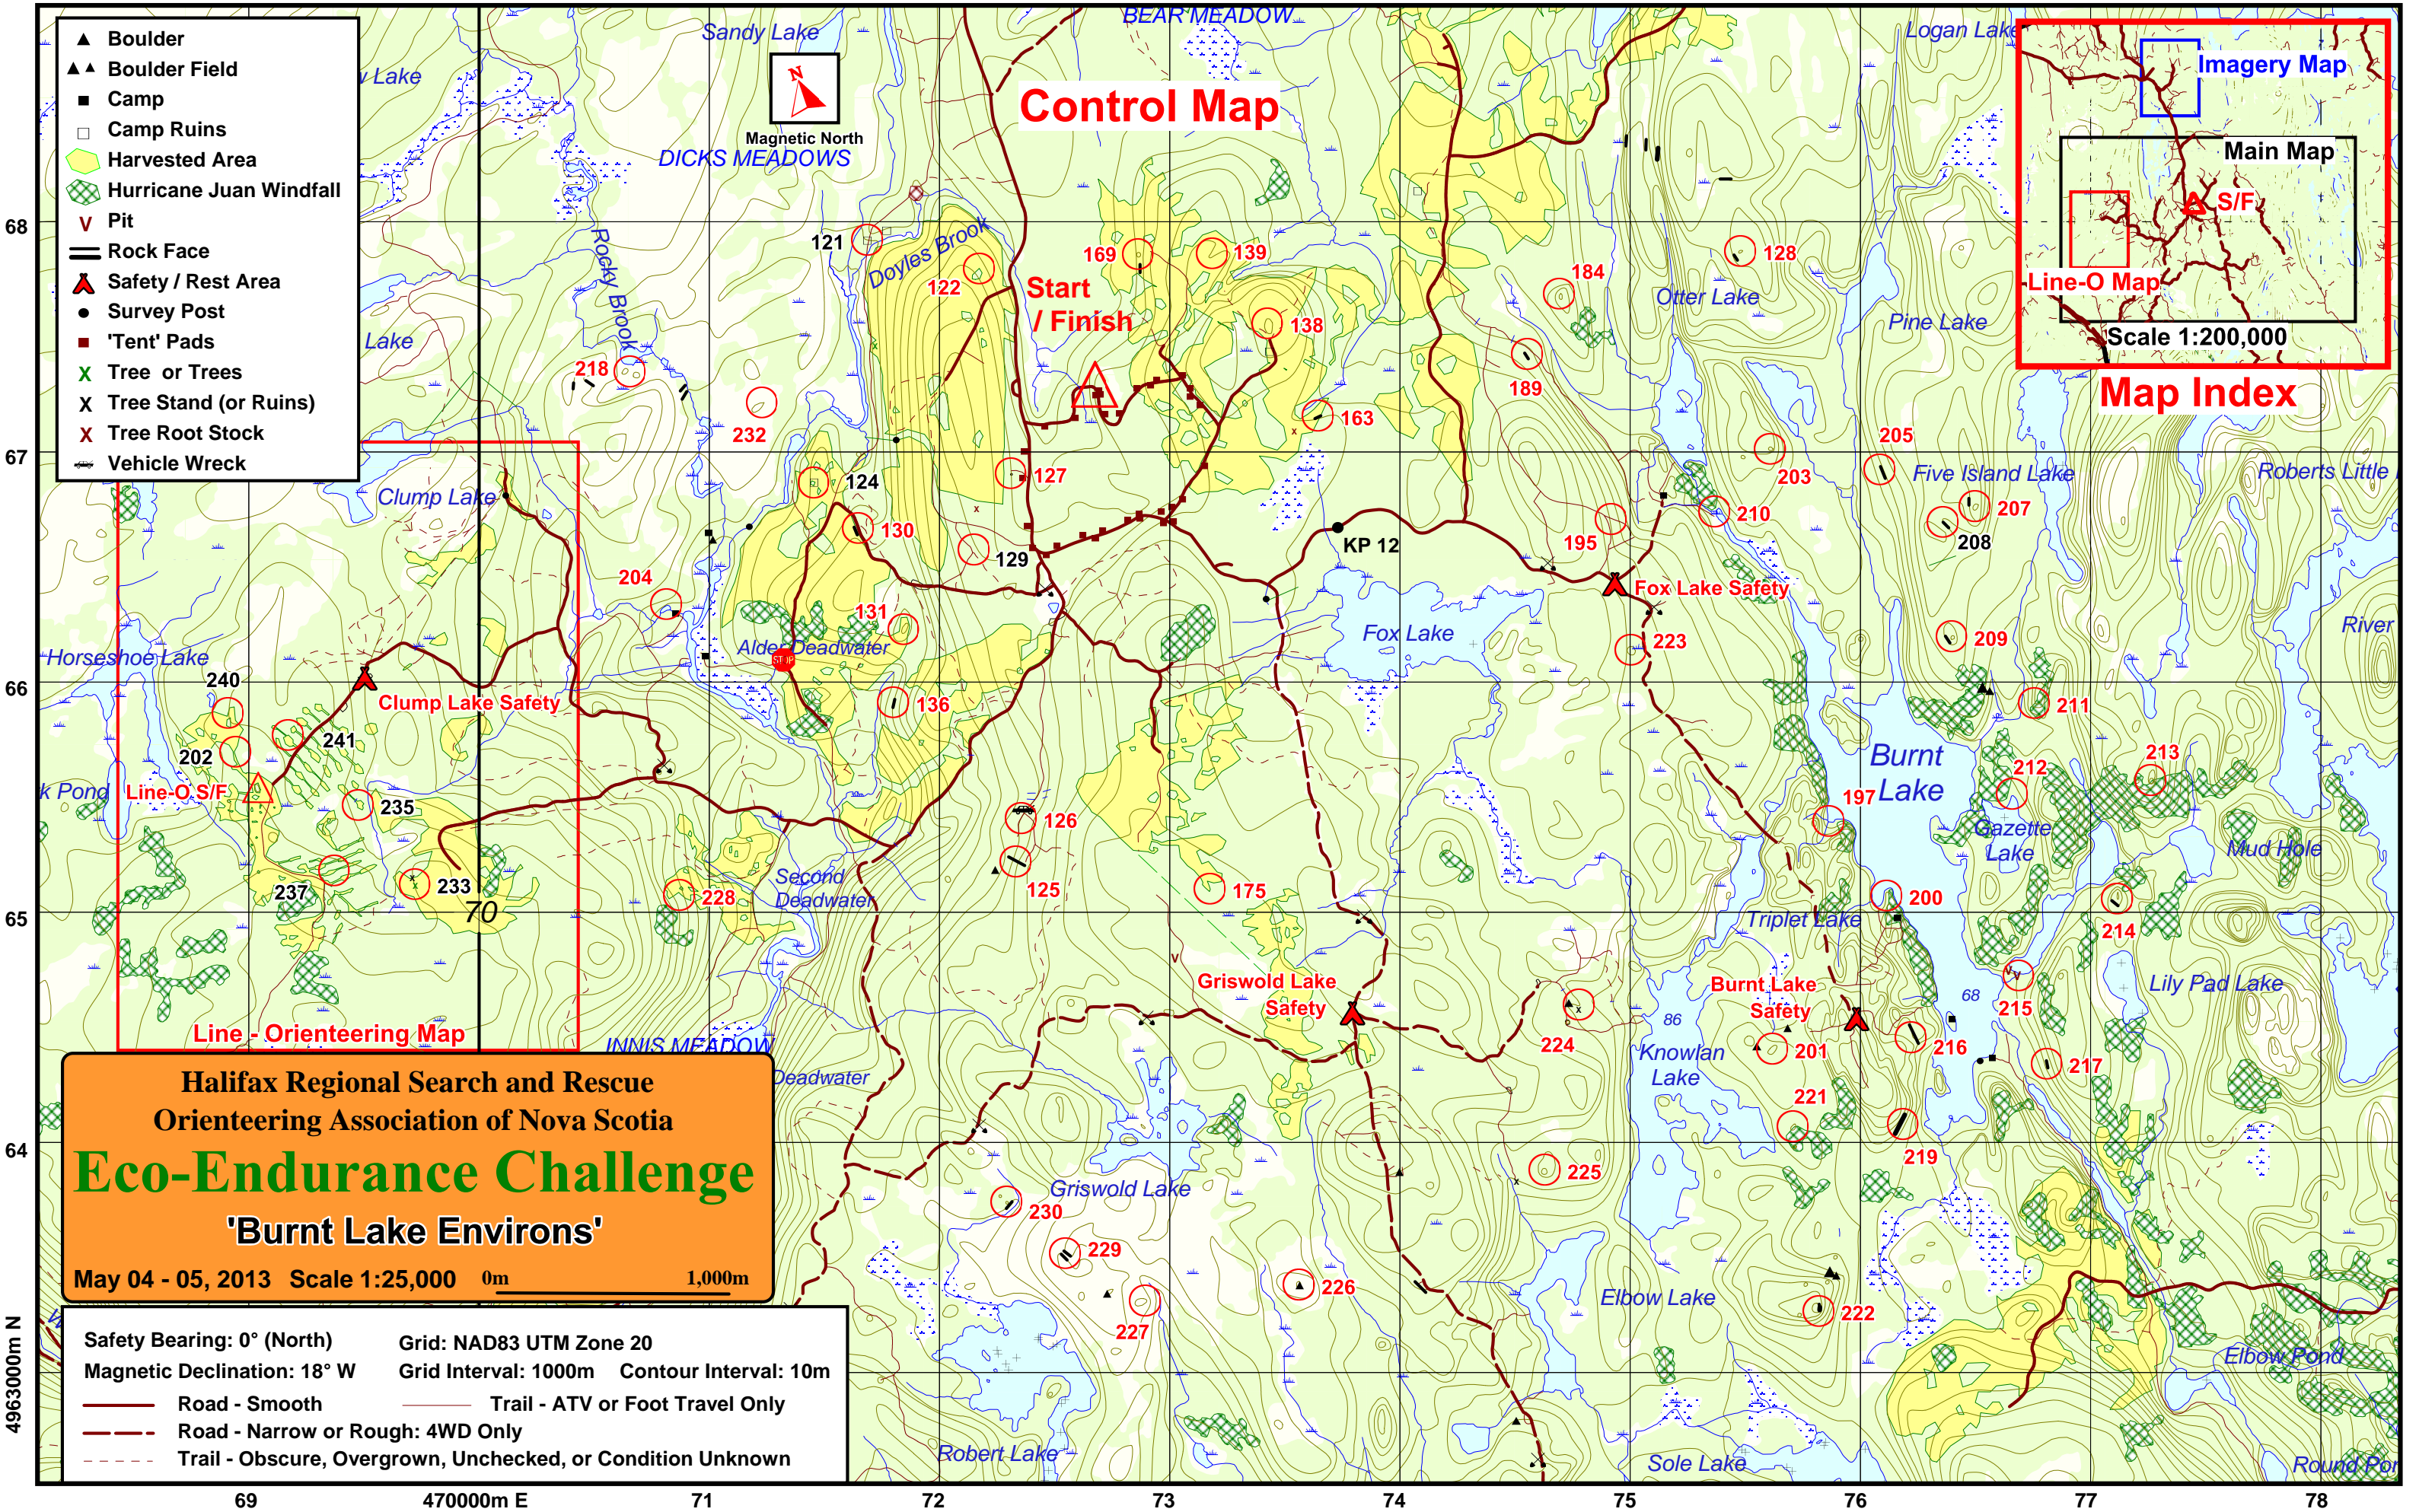 Boulder
Boulder Field
Camp
Camp Ruins
Harvested Area
Hurricane Juan Windfall
V Pit
Rock Face
Safety / Rest Area
Survey Post
'Tent' Pads
X Tree or Trees
X Tree Stand (or Ruins)
X Tree Root Stock
Vehicle Wreck
Sandy Lake
BEAR MEADOW
Logan Lake
N
Magnetic North
Control Map
Imagery Map
Main Map
S/F
Line-O Map
Scale 1:200,000
Map Index
Lake
DICKS MEADOWS
68
121
Doyles Brook
Rocky Brook
122
169
139
128
184
Start
/ Finish
Otter Lake
Pine Lake
138
Lake
218
232
189
163
67
205
203
Five Island Lake
Roberts Little
Clump Lake
124
127
207
210
130
195
208
129
KP 12
204
Fox Lake Safety
131
Fox Lake
223
209
River
Horseshoe Lake
Alder Deadwater
STOP
66
240
Clump Lake Safety
136
211
202
241
Burnt
Lake
213
212
k Pond
Line-O S/F
235
197
126
Gazette
Lake
Mud Hole
237
233
70
228
Second
Deadwater
125
175
200
65
Triplet Lake
214
Griswold Lake
Safety
Burnt Lake
Safety
Lily Pad Lake
68
215
86
Line - Orienteering Map
INNIS MEADOW
224
Knowlan
Lake
201
216
217
Deadwater
221
Halifax Regional Search and Rescue
Orienteering Association of Nova Scotia
Eco-Endurance Challenge
'Burnt Lake Environs'
May 04 - 05, 2013 Scale 1:25,000 0m 1,000m
64
219
225
Griswold Lake
230
229
226
Elbow Lake
222
227
Elbow Pond
4963000m N
Safety Bearing: 0° (North) Grid: NAD83 UTM Zone 20
Magnetic Declination: 18° W Grid Interval: 1000m Contour Interval: 10m
Road - Smooth Trail - ATV or Foot Travel Only
Road - Narrow or Rough: 4WD Only
Trail - Obscure, Overgrown, Unchecked, or Condition Unknown
Robert Lake
Sole Lake
69 470000m E 71 72 73 74 75 76 77 78